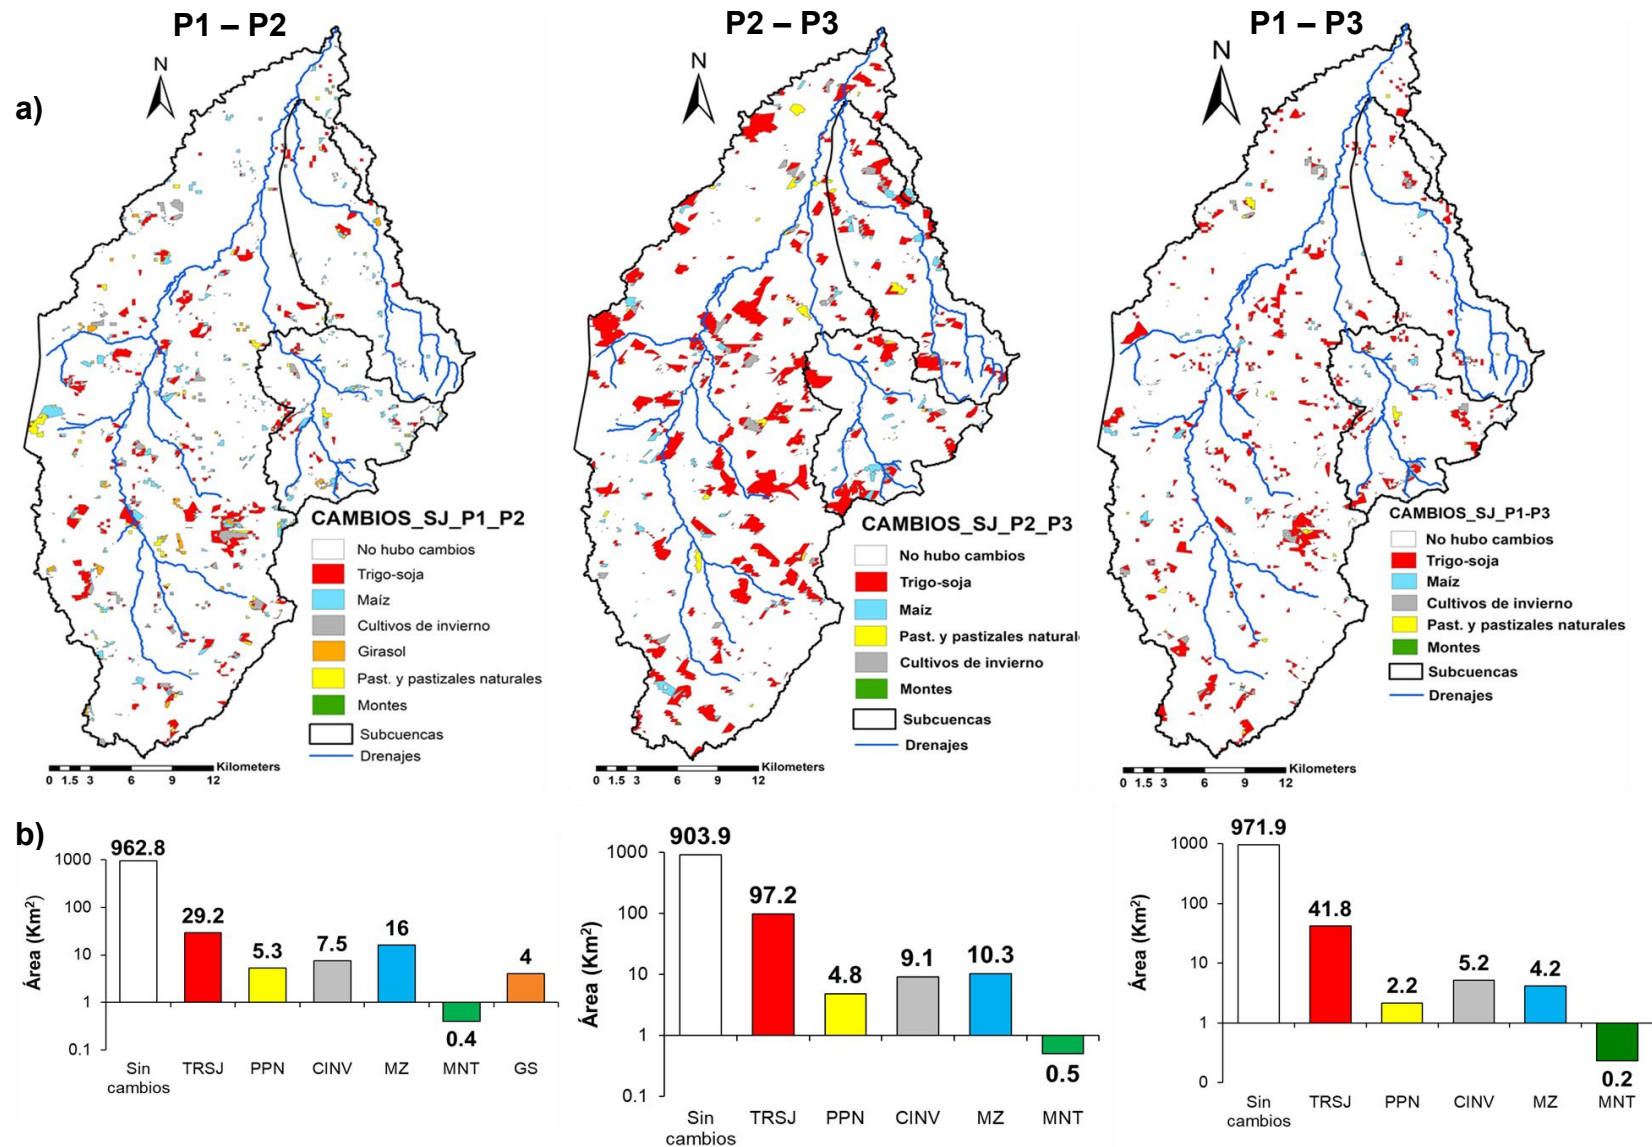 P1 – P2
P2 – P3
P1 – P3
a)
N
N
N
CAMBIOS_SJ_P1_P2
No hubo cambios
Trigo-soja
Maíz
Cultivos de invierno
Girasol
Past. y pastizales naturales
Montes
Subcuencas
Drenajes
Kilometers
0 1.5 3 6 9 12
CAMBIOS_SJ_P2_P3
No hubo cambios
Trigo-soja
Maíz
Past. y pastizales natural
Cultivos de invierno
Montes
Subcuencas
Drenajes
Kilometers
0 1.5 3 6 9 12
CAMBIOS_SJ_P1-P3
No hubo cambios
Trigo-soja
Maíz
Cultivos de invierno
Past. y pastizales naturales
Montes
Subcuencas
Drenajes
Kilometers
0 1.5 3 6 9 12
b)
Área (Km²)
1000
100
10
1
0.1
962.8
29.2
5.3
7.5
16
0.4
4
Sin cambios
TRSJ
PPN
CINV
MZ
MNT
GS
Área (Km²)
1000
100
10
1
0.1
903.9
97.2
4.8
9.1
10.3
0.5
Sin cambios
TRSJ
PPN
CINV
MZ
MNT
Área (Km²)
1000
100
10
1
0
971.9
41.8
2.2
5.2
4.2
0.2
Sin cambios
TRSJ
PPN
CINV
MZ
MNT